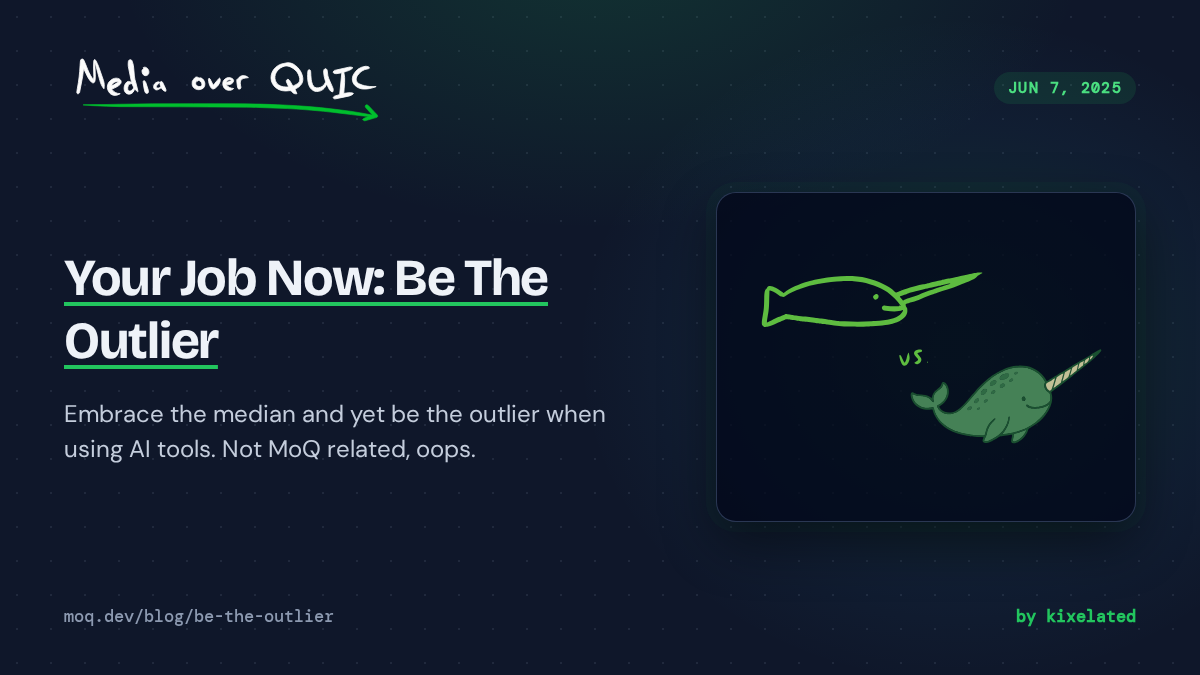 Media over QUIC
JUN 7, 2025
Your Job Now: Be The
Outlier
Embrace the median and yet be the outlier when
using AI tools. Not MoQ related, oops.
vs.
moq.dev/blog/be-the-outlier
by kixelated